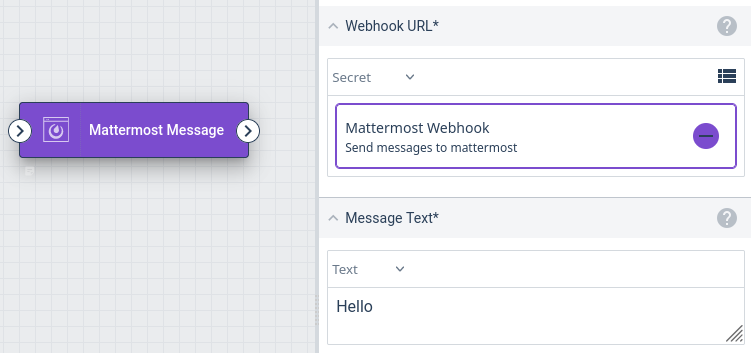 Webhook URL*
?
Secret
Mattermost Message
Mattermost Webhook
Send messages to mattermost
Message Text*
?
Text
Hello